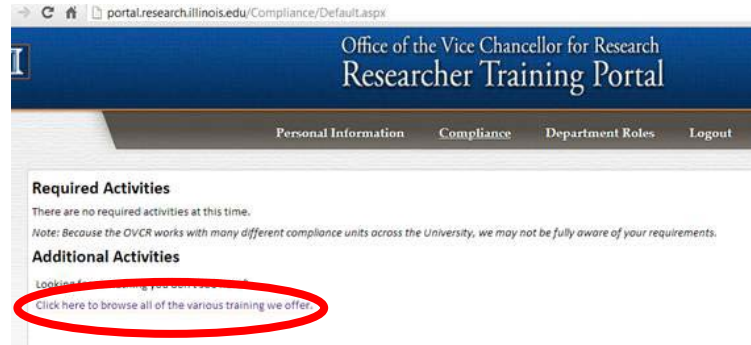 portal.research.illinois.edu/Compliance/Default.aspx
I
Office of the Vice Chancellor for Research
Researcher Training Portal
Personal Information Compliance Department Roles Logout
Required Activities
There are no required activities at this time.
Note: Because the OVCR works with many different compliance units across the University, we may not be fully aware of your requirements.
Additional Activities
Looking for
Click here to browse all of the various training we offer.